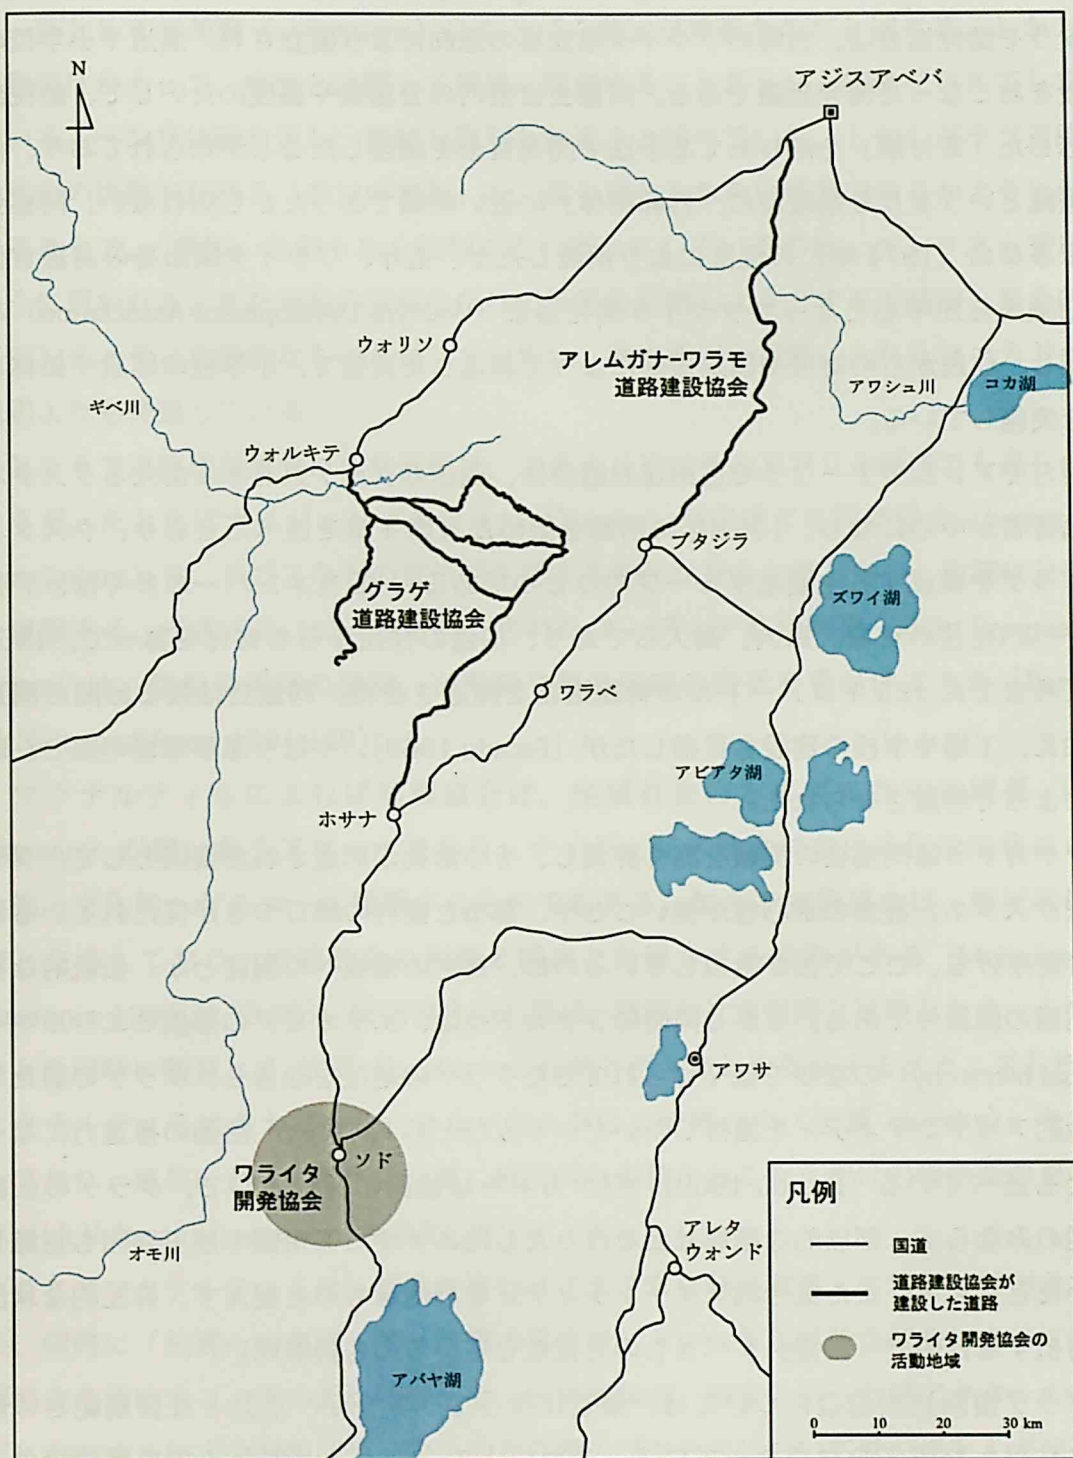 アジスアベバ
N
ウォリソ
アレムガナ-ワラモ
道路建設協会
アワシュ川
コカ湖
ギベ川
ウォルキテ
ブタジラ
ズワイ湖
グラゲ
道路建設協会
ワラベ
アビアタ湖
ホサナ
アワサ
ソド
ワライタ
開発協会
オモ川
アレタ
ウォンド
アバヤ湖
凡例
国道
道路建設協会が
建設した道路
ワライタ開発協会の
活動地域
0 10 20 30 km